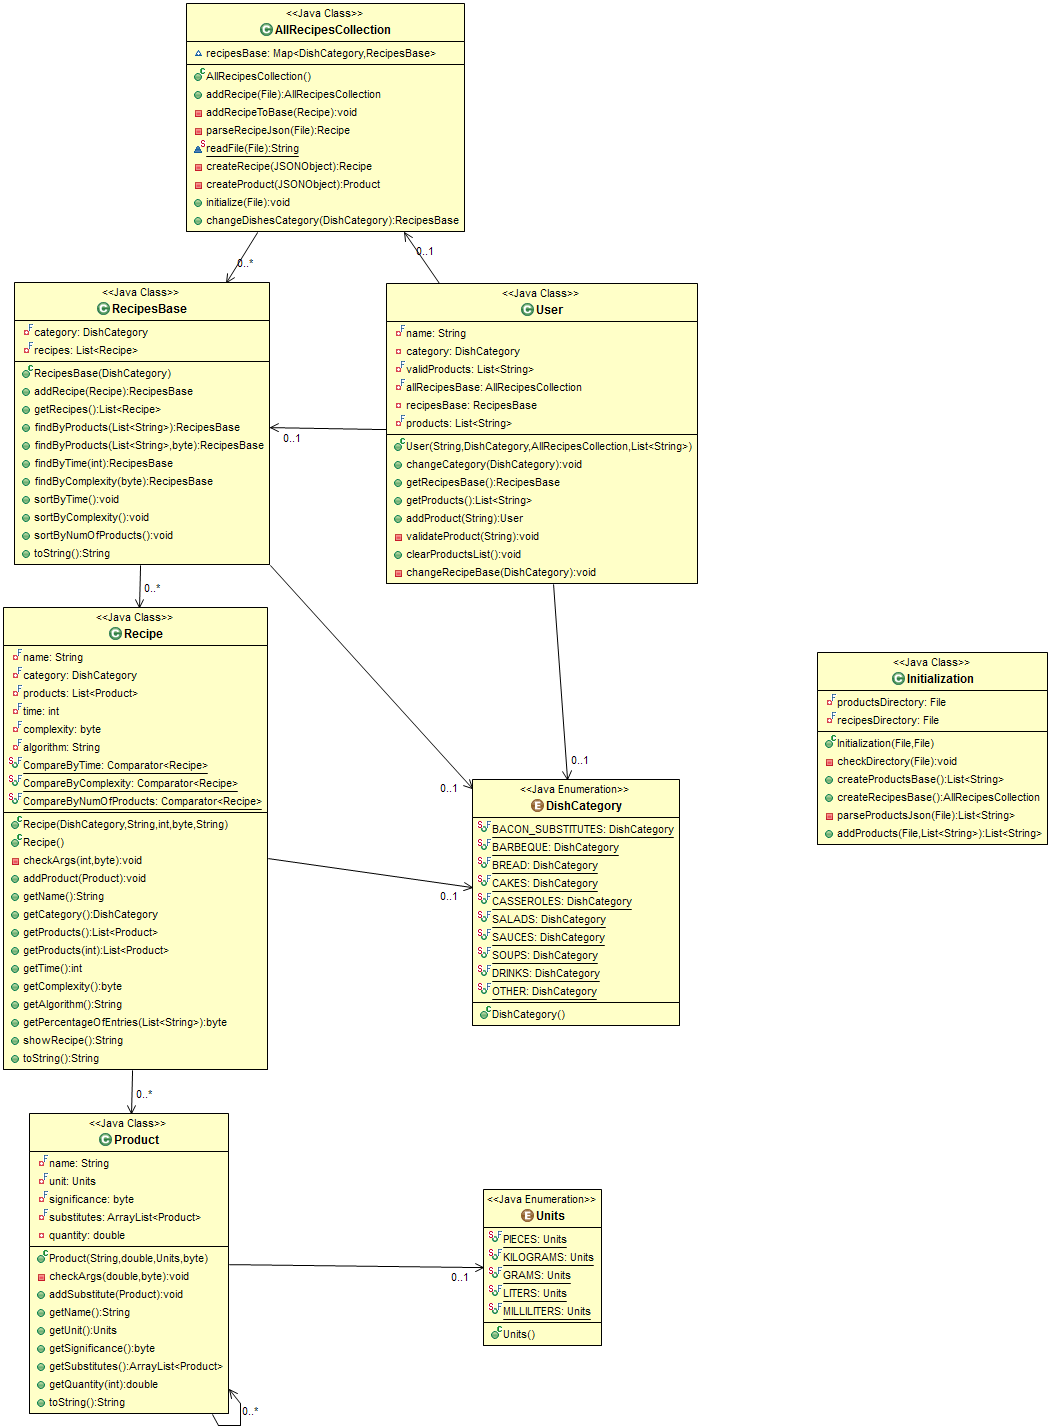 <<Java Class>>
AllRecipesCollection
recipesBase: Map<DishCategory,RecipesBase>
AllRecipesCollection()
addRecipe(File):AllRecipesCollection
addRecipeToBase(Recipe):void
parseRecipeJson(File):Recipe
readFile(File):String
createRecipe(JSONObject):Recipe
createProduct(JSONObject):Product
initialize(File):void
changeDishesCategory(DishCategory):RecipesBase
0..*
0..1
<<Java Class>>
RecipesBase
category: DishCategory
recipes: List<Recipe>
RecipesBase(DishCategory)
addRecipe(Recipe):RecipesBase
getRecipes():List<Recipe>
findByProducts(List<String>):RecipesBase
findByProducts(List<String>,byte):RecipesBase
findByTime(int):RecipesBase
findByComplexity(byte):RecipesBase
sortByTime():void
sortByComplexity():void
sortByNumOfProducts():void
toString():String
<<Java Class>>
User
name: String
category: DishCategory
validProducts: List<String>
allRecipesBase: AllRecipesCollection
recipesBase: RecipesBase
products: List<String>
User(String,DishCategory,AllRecipesCollection,List<String>)
changeCategory(DishCategory):void
getRecipesBase():RecipesBase
getProducts():List<String>
addProduct(String):User
validateProduct(String):void
clearProductsList():void
changeRecipeBase(DishCategory):void
0..1
0..*
<<Java Class>>
Recipe
name: String
category: DishCategory
products: List<Product>
time: int
complexity: byte
algorithm: String
CompareByTime: Comparator<Recipe>
CompareByComplexity: Comparator<Recipe>
CompareByNumOfProducts: Comparator<Recipe>
Recipe(DishCategory,String,int,byte,String)
Recipe()
checkArgs(int,byte):void
addProduct(Product):void
getName():String
getCategory():DishCategory
getProducts():List<Product>
getProducts(int):List<Product>
getTime():int
getComplexity():byte
getAlgorithm():String
getPercentageOfEntries(List<String>):byte
showRecipe():String
toString():String
<<Java Class>>
Initialization
productsDirectory: File
recipesDirectory: File
Initialization(File,File)
checkDirectory(File):void
createProductsBase():List<String>
createRecipesBase():AllRecipesCollection
parseProductsJson(File):List<String>
addProducts(File,List<String>):List<String>
0..1
0..1
0..1
<<Java Enumeration>>
DishCategory
BACON_SUBSTITUTES: DishCategory
BARBEQUE: DishCategory
BREAD: DishCategory
CAKES: DishCategory
CASSEROLES: DishCategory
SALADS: DishCategory
SAUCES: DishCategory
SOUPS: DishCategory
DRINKS: DishCategory
OTHER: DishCategory
DishCategory()
0..*
<<Java Class>>
Product
name: String
unit: Units
significance: byte
substitutes: ArrayList<Product>
quantity: double
Product(String,double,Units,byte)
checkArgs(double,byte):void
addSubstitute(Product):void
getName():String
getUnit():Units
getSignificance():byte
getSubstitutes():ArrayList<Product>
getQuantity(int):double
toString():String
0..*
0..1
<<Java Enumeration>>
Units
PIECES: Units
KILOGRAMS: Units
GRAMS: Units
LITERS: Units
MILLILITERS: Units
Units()